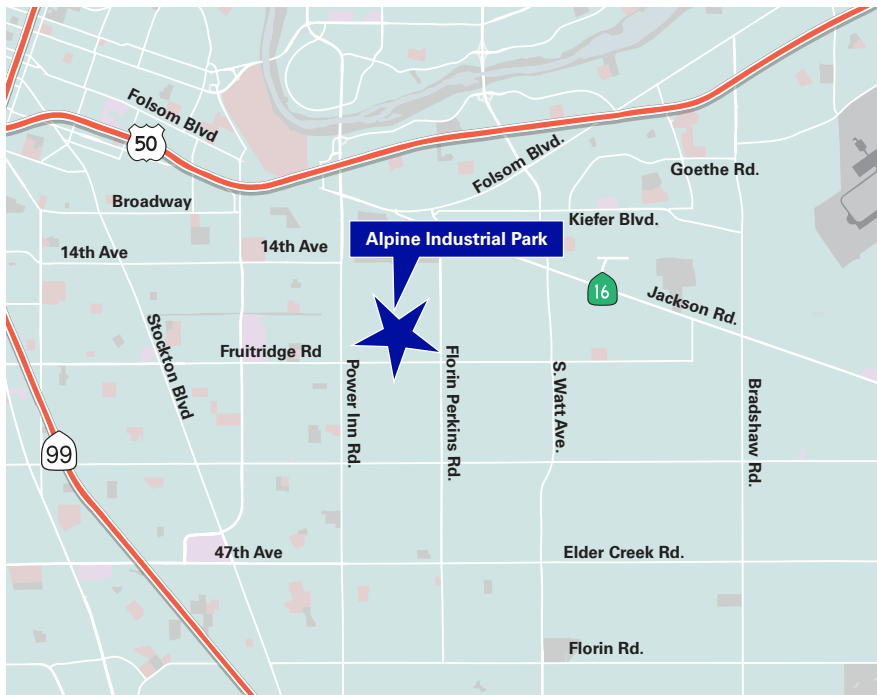 Folsom Blvd
50
Folsom Blvd.
Goethe Rd.
Broadway
Kiefer Blvd.
Alpine Industrial Park
14th Ave
14th Ave
16
Jackson Rd.
Stockton Blvd
Fruitridge Rd
Power Inn Rd.
Florin Perkins Rd.
S. Watt Ave.
Bradshaw Rd.
99
47th Ave
Elder Creek Rd.
Florin Rd.